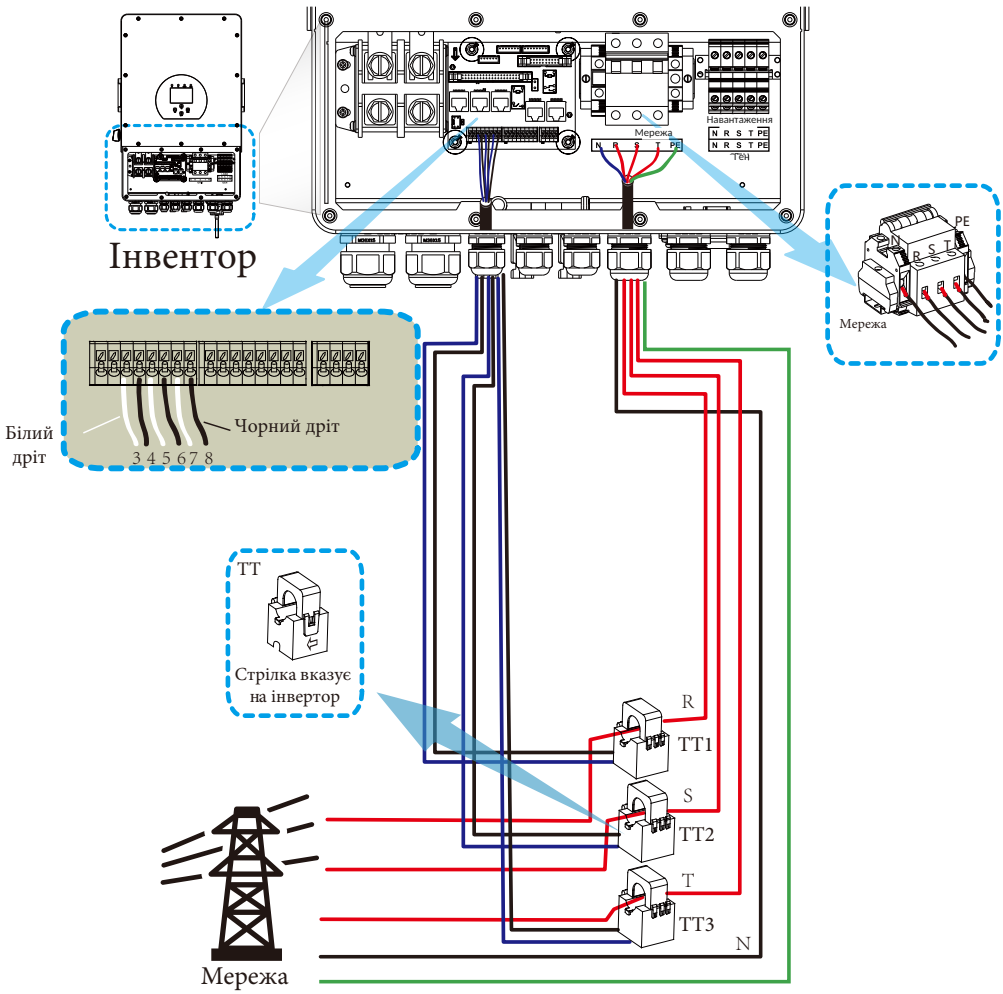 Навантаження
N R S T PE
Ген
Мережа
N R S T PE
Інвентор
PE
R S T
Мережа
Білий
дріт
Чорний дріт
3 4 5 6 7 8
ТТ
Стрілка вказує
на інвертор
R
ТТ1
S
ТТ2
T
ТТ3
N
Мережа